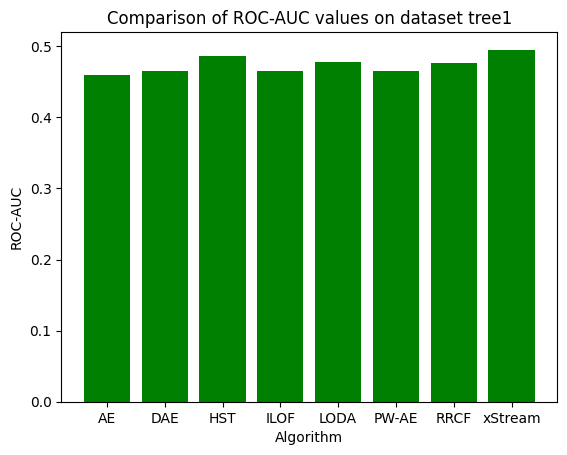 Comparison of ROC-AUC values on dataset tree1
0.5
0.4
0.3
0.2
0.1
0.0
ROC-AUC
AE DAE HST ILOF LODA PW-AE RRCF xStream
Algorithm